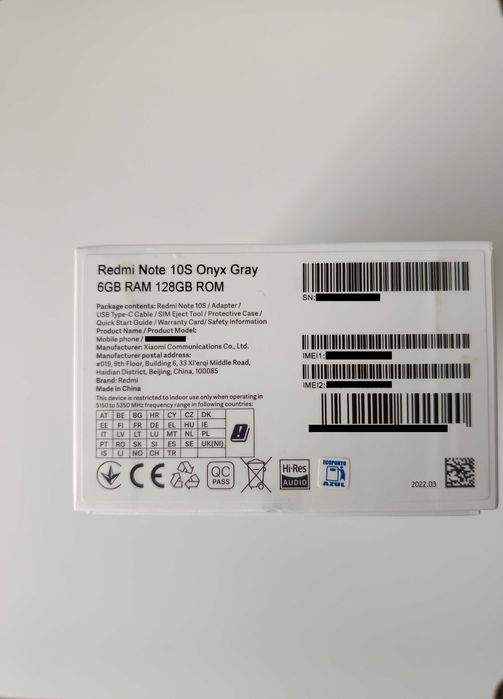 Redmi Note 10S Onyx Gray
6GB RAM 128GB ROM
Package contents: Redmi Note 10S / Adapter /
USB Type-C Cable / SIM Eject Tool / Protective Case /
Quick Start Guide / Warranty Card/ Safety Information
Product Name / Product Model:
Mobile phone /
Manufacturer: Xiaomi Communications Co., Ltd.
Manufacturer postal address:
#019, 9th Floor, Building 6, 33 Xi'erqi Middle Road,
Haidian District, Beijing, China, 100085
Brand: Redmi
Made in China
This device is restricted to indoor use only when operating in
5150 to 5350 MHz frequency range in following countries:
AT BE BG HR CY CZ DK
EE FI FR DE EL HU IE
IT LV LT LU MT NL PL
PT RO SK SI ES SE UK(NI)
IS LI NO CH TR
SN:
IMEI1:
IMEI2:
CE
QC
PASS
Hi-Res
AUDIO
ECOPONTO
AZUL
2022.03